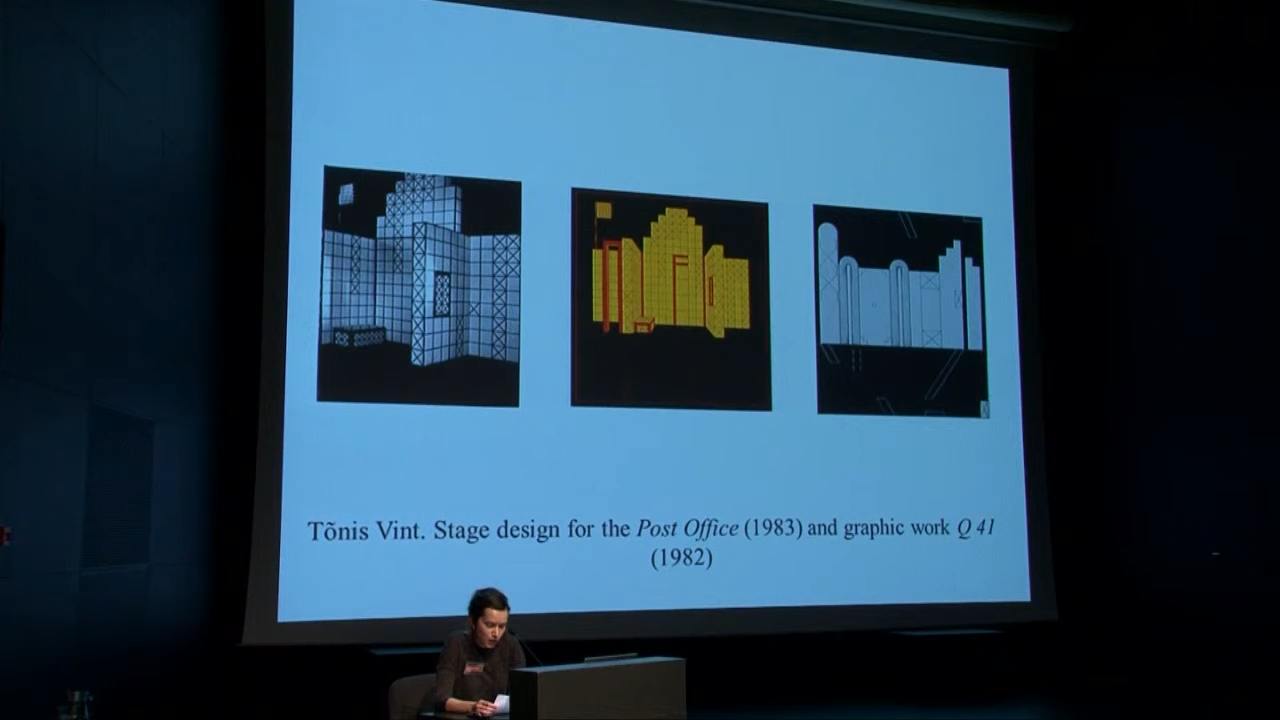 Tõnis Vint. Stage design for the Post Office (1983) and graphic work Q 41
(1982)